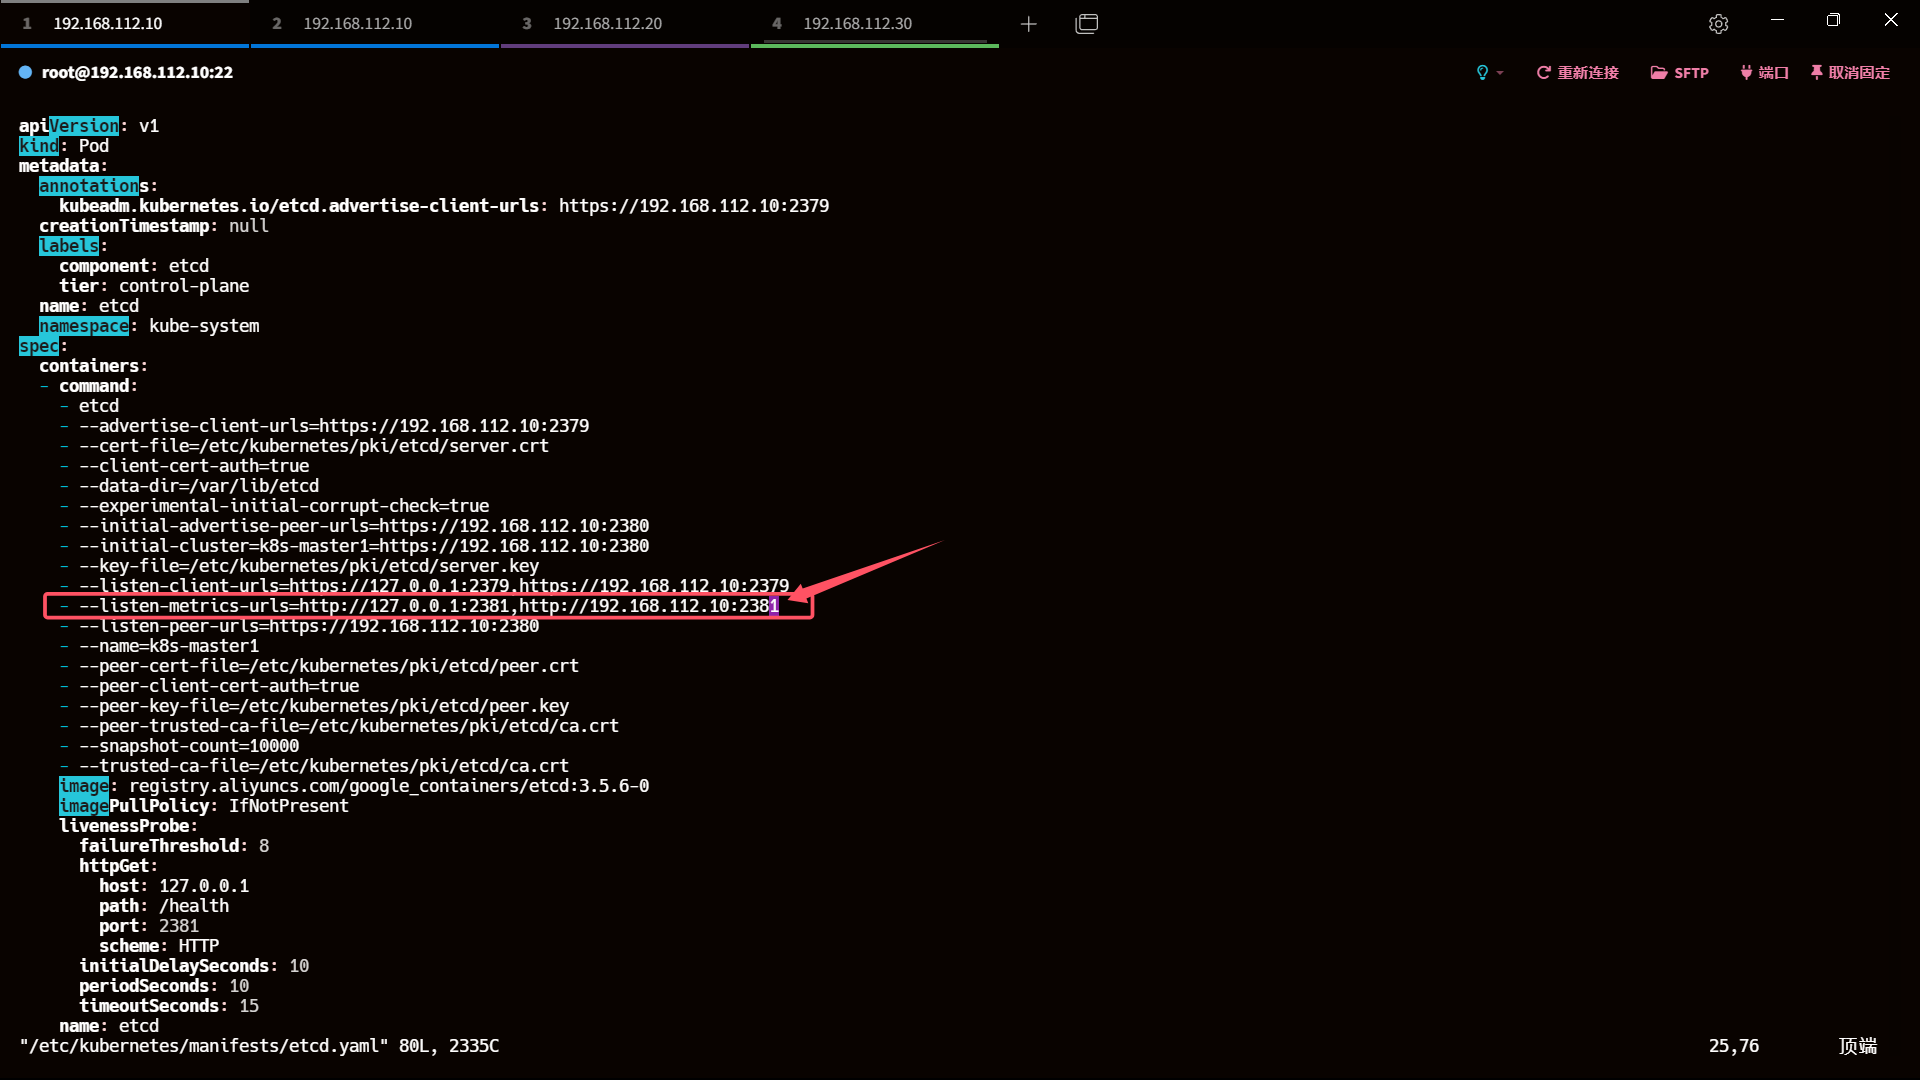 1 192.168.112.10 2 192.168.112.10 3 192.168.112.20 4 192.168.112.30
root@192.168.112.10:22 重新连接 SFTP 端口 取消固定
apiVersion: v1
kind: Pod
metadata:
  annotations:
    kubeadm.kubernetes.io/etcd.advertise-client-urls: https://192.168.112.10:2379
  creationTimestamp: null
  labels:
    component: etcd
    tier: control-plane
  name: etcd
  namespace: kube-system
spec:
  containers:
  - command:
    - etcd
    - --advertise-client-urls=https://192.168.112.10:2379
    - --cert-file=/etc/kubernetes/pki/etcd/server.crt
    - --client-cert-auth=true
    - --data-dir=/var/lib/etcd
    - --experimental-initial-corrupt-check=true
    - --initial-advertise-peer-urls=https://192.168.112.10:2380
    - --initial-cluster=k8s-master1=https://192.168.112.10:2380
    - --key-file=/etc/kubernetes/pki/etcd/server.key
    - --listen-client-urls=https://127.0.0.1:2379,https://192.168.112.10:2379
    - --listen-metrics-urls=http://127.0.0.1:2381,http://192.168.112.10:2381
    - --listen-peer-urls=https://192.168.112.10:2380
    - --name=k8s-master1
    - --peer-cert-file=/etc/kubernetes/pki/etcd/peer.crt
    - --peer-client-cert-auth=true
    - --peer-key-file=/etc/kubernetes/pki/etcd/peer.key
    - --peer-trusted-ca-file=/etc/kubernetes/pki/etcd/ca.crt
    - --snapshot-count=10000
    - --trusted-ca-file=/etc/kubernetes/pki/etcd/ca.crt
    image: registry.aliyuncs.com/google_containers/etcd:3.5.6-0
    imagePullPolicy: IfNotPresent
    livenessProbe:
      failureThreshold: 8
      httpGet:
        host: 127.0.0.1
        path: /health
        port: 2381
        scheme: HTTP
      initialDelaySeconds: 10
      periodSeconds: 10
      timeoutSeconds: 15
    name: etcd
"/etc/kubernetes/manifests/etcd.yaml" 80L, 2335C 25,76 顶端